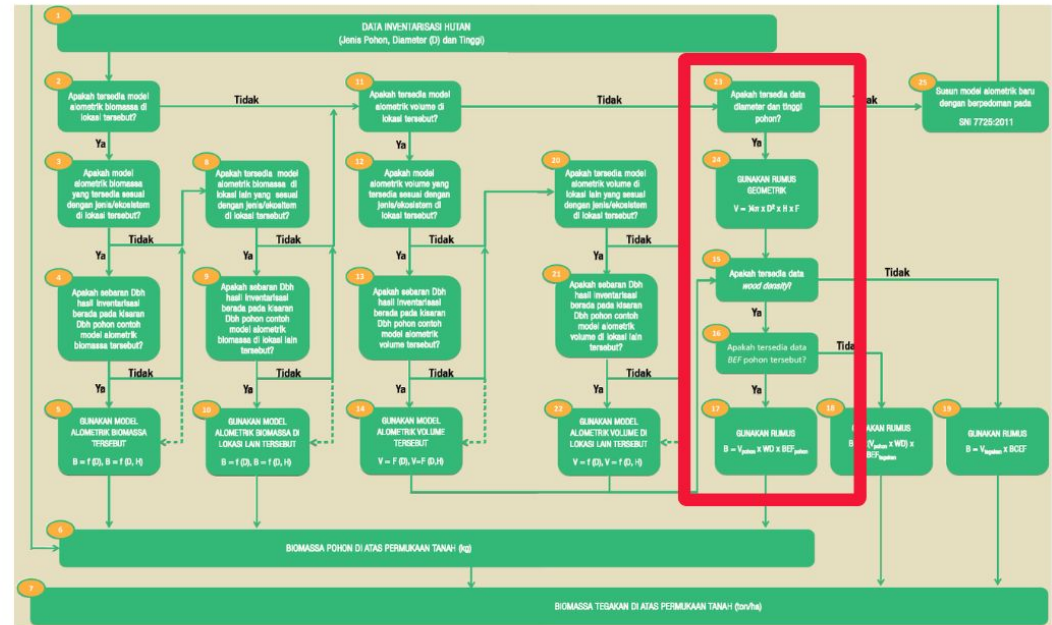 1
DATA INVENTARISASI HUTAN
(Jenis Pohon, Diameter (D) dan Tinggi)
2
Apakah tersedia model
alometrik biomassa di
lokasi tersebut?
Tidak
Ya
3
Apakah model
alometrik biomassa
yang tersedia sesuai
dengan jenis/ekosistem
di lokasi tersebut?
Tidak
Ya
4
Apakah sebaran Dbh
hasil inventarisasi
berada pada kisaran
Dbh pohon contoh
model alometrik
biomassa tersebut?
Tidak
Ya
5
GUNAKAN MODEL
ALOMETRIK BIOMASSA
TERSEBUT
B = f (D), B = f (D, H)
8
Apakah tersedia model
alometrik biomassa di
lokasi lain yang sesuai
dengan jenis/ekositem
di lokasi tersebut?
Tidak
Ya
9
Apakah sebaran Dbh
hasil inventarisasi
berada pada kisaran
Dbh pohon contoh
model alometrik
biomassa di lokasi lain
tersebut?
Tidak
Ya
10
GUNAKAN MODEL
ALOMETRIK BIOMASSA DI
LOKASI LAIN TERSEBUT
B = f (D), B = f (D, H)
11
Apakah tersedia model
alometrik volume di
lokasi tersebut?
Tidak
Ya
12
Apakah model
alometrik volume yang
tersedia sesuai dengan
jenis/ekosistem di
lokasi tersebut?
Tidak
Ya
13
Apakah sebaran Dbh
hasil inventarisasi
berada pada kisaran
Dbh pohon contoh
model alometrik
volume tersebut?
Tidak
Ya
14
GUNAKAN MODEL
ALOMETRIK VOLUME
TERSEBUT
V = F (D), V=F (D,H)
20
Apakah tersedia model
alometrik volume di
lokasi lain yang sesuai
dengan jenis/ekosistem
di lokasi tersebut?
Tidak
Ya
21
Apakah sebaran Dbh
hasil inventarisasi
berada pada kisaran
Dbh pohon contoh
model alometrik
volume di lokasi lain
tersebut?
Tidak
Ya
22
GUNAKAN MODEL
ALOMETRIK VOLUME DI
LOKASI LAIN TERSEBUT
V = f (D), V = f (D, H)
23
Apakah tersedia data
diameter dan tinggi
pohon?
Ya
24
GUNAKAN RUMUS
GEOMETRIK
V = ¼π x D² x H x F
15
Apakah tersedia data
wood density?
Tidak
Ya
16
Apakah tersedia data
BEF pohon tersebut?
Ya
17
GUNAKAN RUMUS
B = Vpohon x WD x BEFpohon
18
RUMUS
(Vpohon x WD) x
BEFtegakan
19
GUNAKAN RUMUS
B = Vtegakan x BCEF
25
Susun model alometrik baru
dengan berpedoman pada
SNI 7725:2011
6
BIOMASSA POHON DI ATAS PERMUKAAN TANAH (kg)
7
BIOMASSA TEGAKAN DI ATAS PERMUKAAN TANAH (ton/ha)